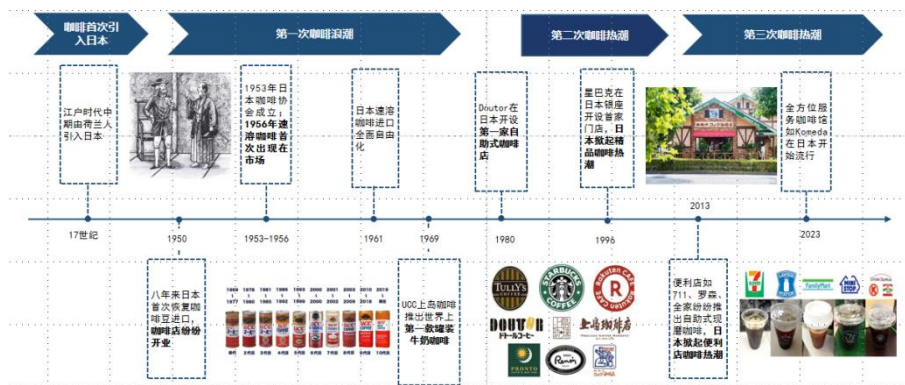 咖啡首次引
入日本
第一次咖啡浪潮
第二次咖啡热潮
第三次咖啡热潮
江户时代中
期由荷兰人
引入日本
1953年日
本咖啡协
会成立;
1956年速
溶咖啡首
次出现在
市场
日本速溶
咖啡进口
全面自由
化
Doutor在
日本开设
第一家自
助式咖啡
店
星巴克在
日本银座
开设首家
门店,日
本掀起精
品咖啡热
潮
全方位服
务咖啡馆
如Komeda
在日本开
始流行
17世纪
1950
1953-1956
1961
1969
1980
1996
2013
2023
八年来日本
首次恢复咖
啡豆进口,
咖啡店纷纷
开业
UCC上岛咖啡
推出世界上
第一款罐装
牛奶咖啡
TULLY'S
COFFEE
STARBUCKS
COFFEE
Rakuten CAFE
R
DOUTOR
ドトールコーヒー
上島珈琲店
PRONTO
Renoir
便利店如
711、罗森、
全家纷纷推
出自助式现
磨咖啡,日
本掀起便利
店咖啡热潮
FamilyMart
MINI
STOP